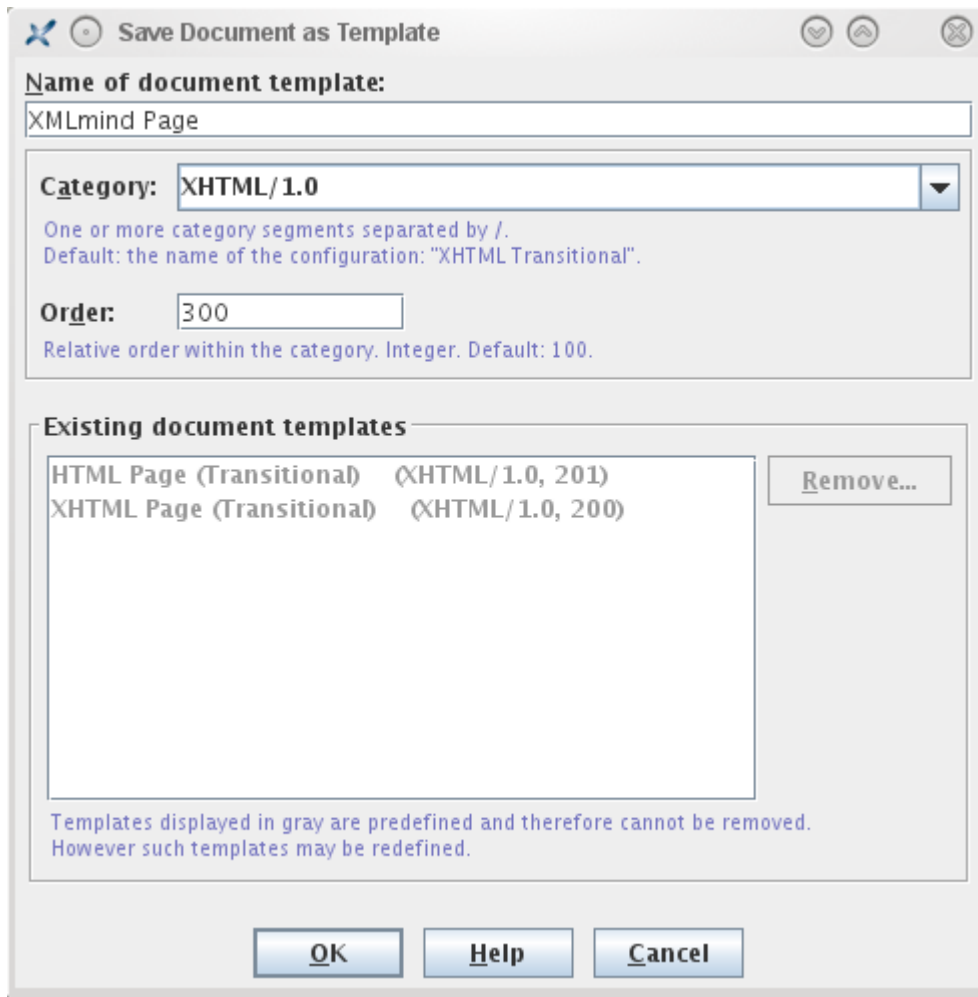 Save Document as Template
Name of document template:
XMLmind Page
Category: XHTML/1.0
One or more category segments separated by /.
Default: the name of the configuration: "XHTML Transitional".
Order: 300
Relative order within the category. Integer. Default: 100.
Existing document templates
HTML Page (Transitional) (XHTML/1.0, 201)
Remove...
XHTML Page (Transitional) (XHTML/1.0, 200)
Templates displayed in gray are predefined and therefore cannot be removed.
However such templates may be redefined.
OK Help Cancel